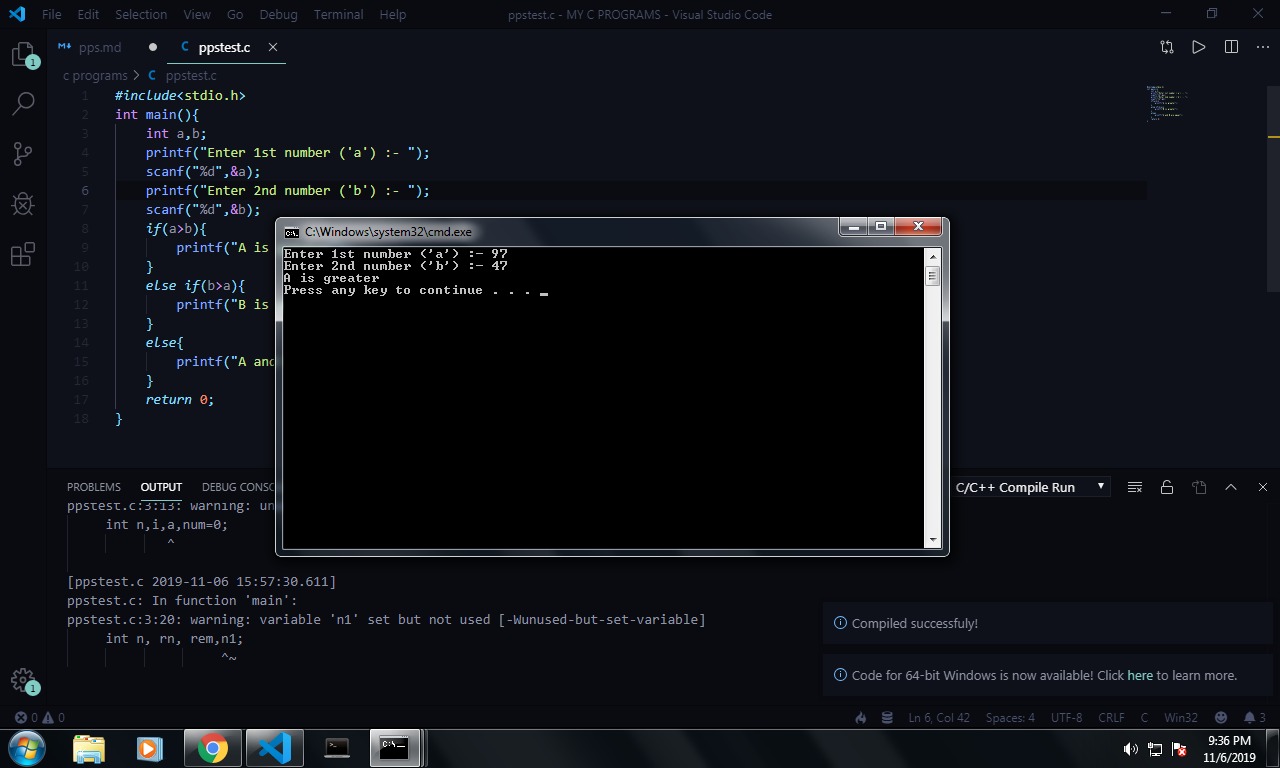 File Edit Selection View Go Debug Terminal Help ppstest.c - MY C PROGRAMS - Visual Studio Code
pps.md ppstest.c
c programs > C ppstest.c
1 #include<stdio.h>
2 int main(){
3 int a,b;
4 printf("Enter 1st number ('a') :- ");
5 scanf("%d",&a);
6 printf("Enter 2nd number ('b') :- ");
7 scanf("%d",&b);
8 if(a>b){
9 printf("A is
10 }
11 else if(b>a){
12 printf("B is
13 }
14 else{
15 printf("A and
16 }
17 return 0;
18 }
C:\Windows\system32\cmd.exe
Enter 1st number ('a') :- 97
Enter 2nd number ('b') :- 47
A is greater
Press any key to continue . . . _
PROBLEMS OUTPUT DEBUG CONSC C/C++ Compile Run
ppstest.c:3:13: warning: un
int n,i,a,num=0;
^
[ppstest.c 2019-11-06 15:57:30.611]
ppstest.c: In function 'main':
ppstest.c:3:20: warning: variable 'n1' set but not used [-Wunused-but-set-variable]
int n, rn, rem,n1;
^~
Compiled successfuly!
Code for 64-bit Windows is now available! Click here to learn more.
0 0 Ln 6, Col 42 Spaces: 4 UTF-8 CRLF C Win32 3
9:36 PM
11/6/2019